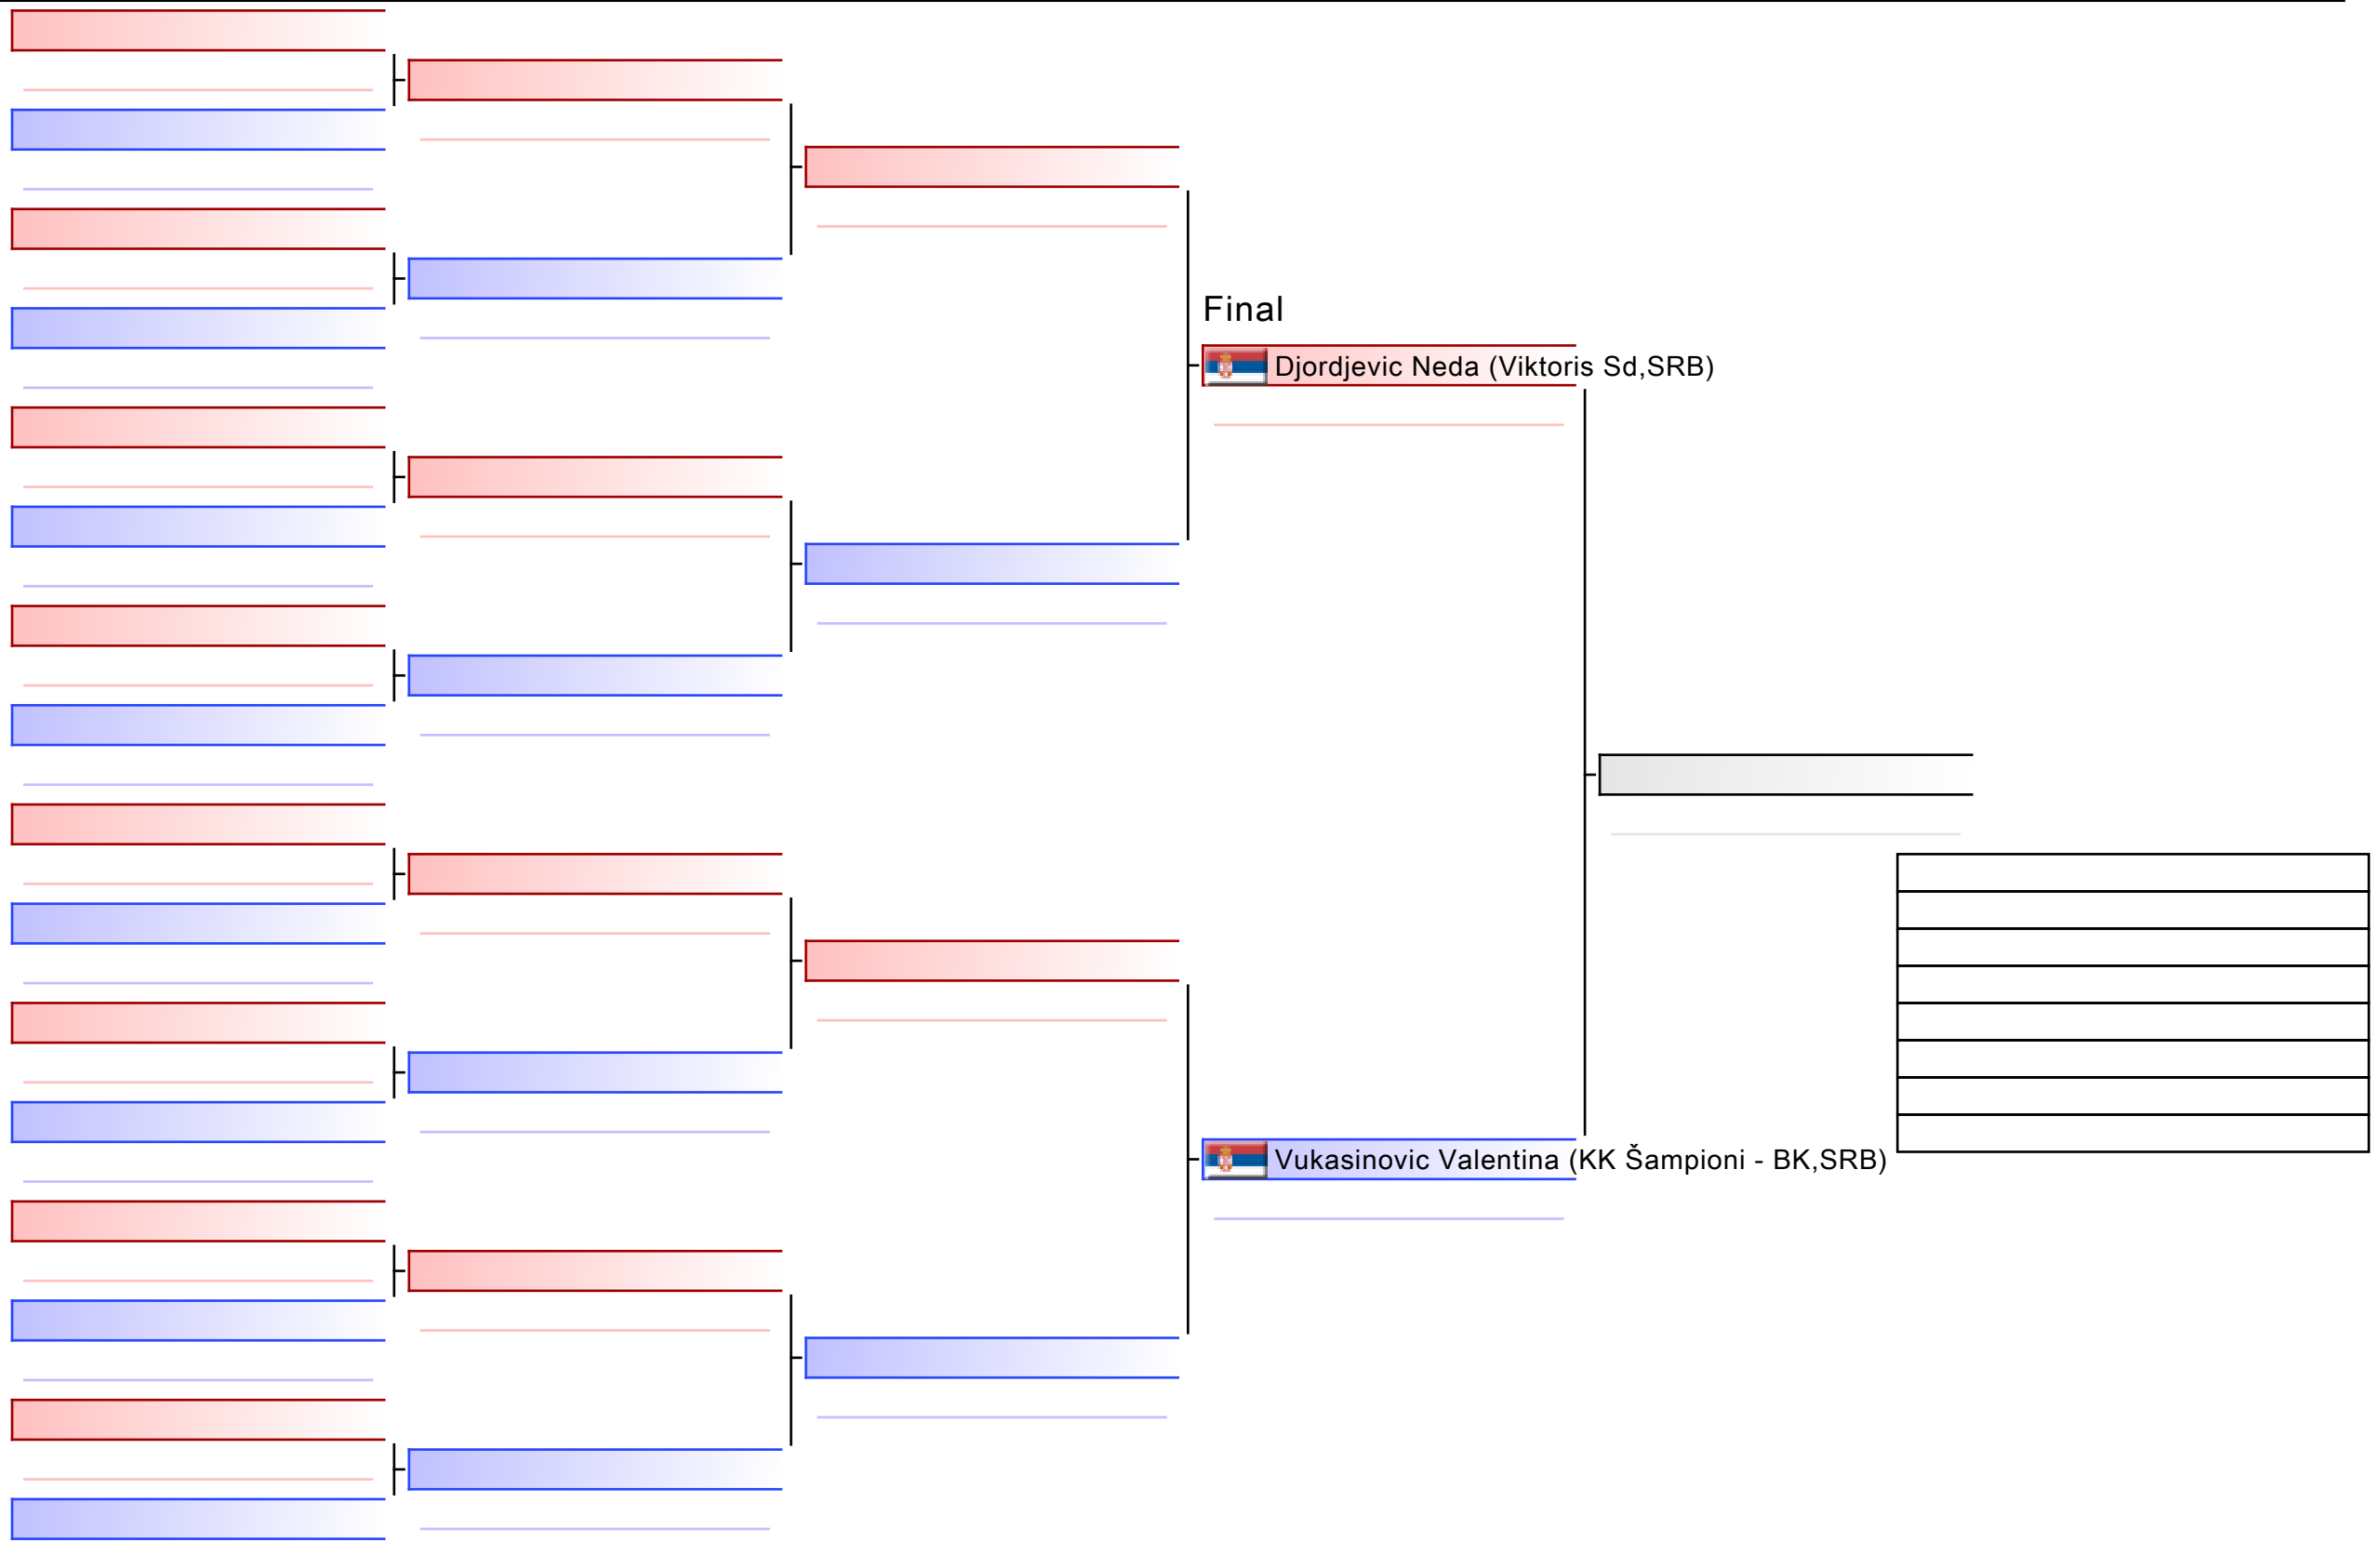 Final
Djordjevic Neda (Viktoris Sd,SRB)
Vukasinovic Valentina (KK Šampioni - BK,SRB)